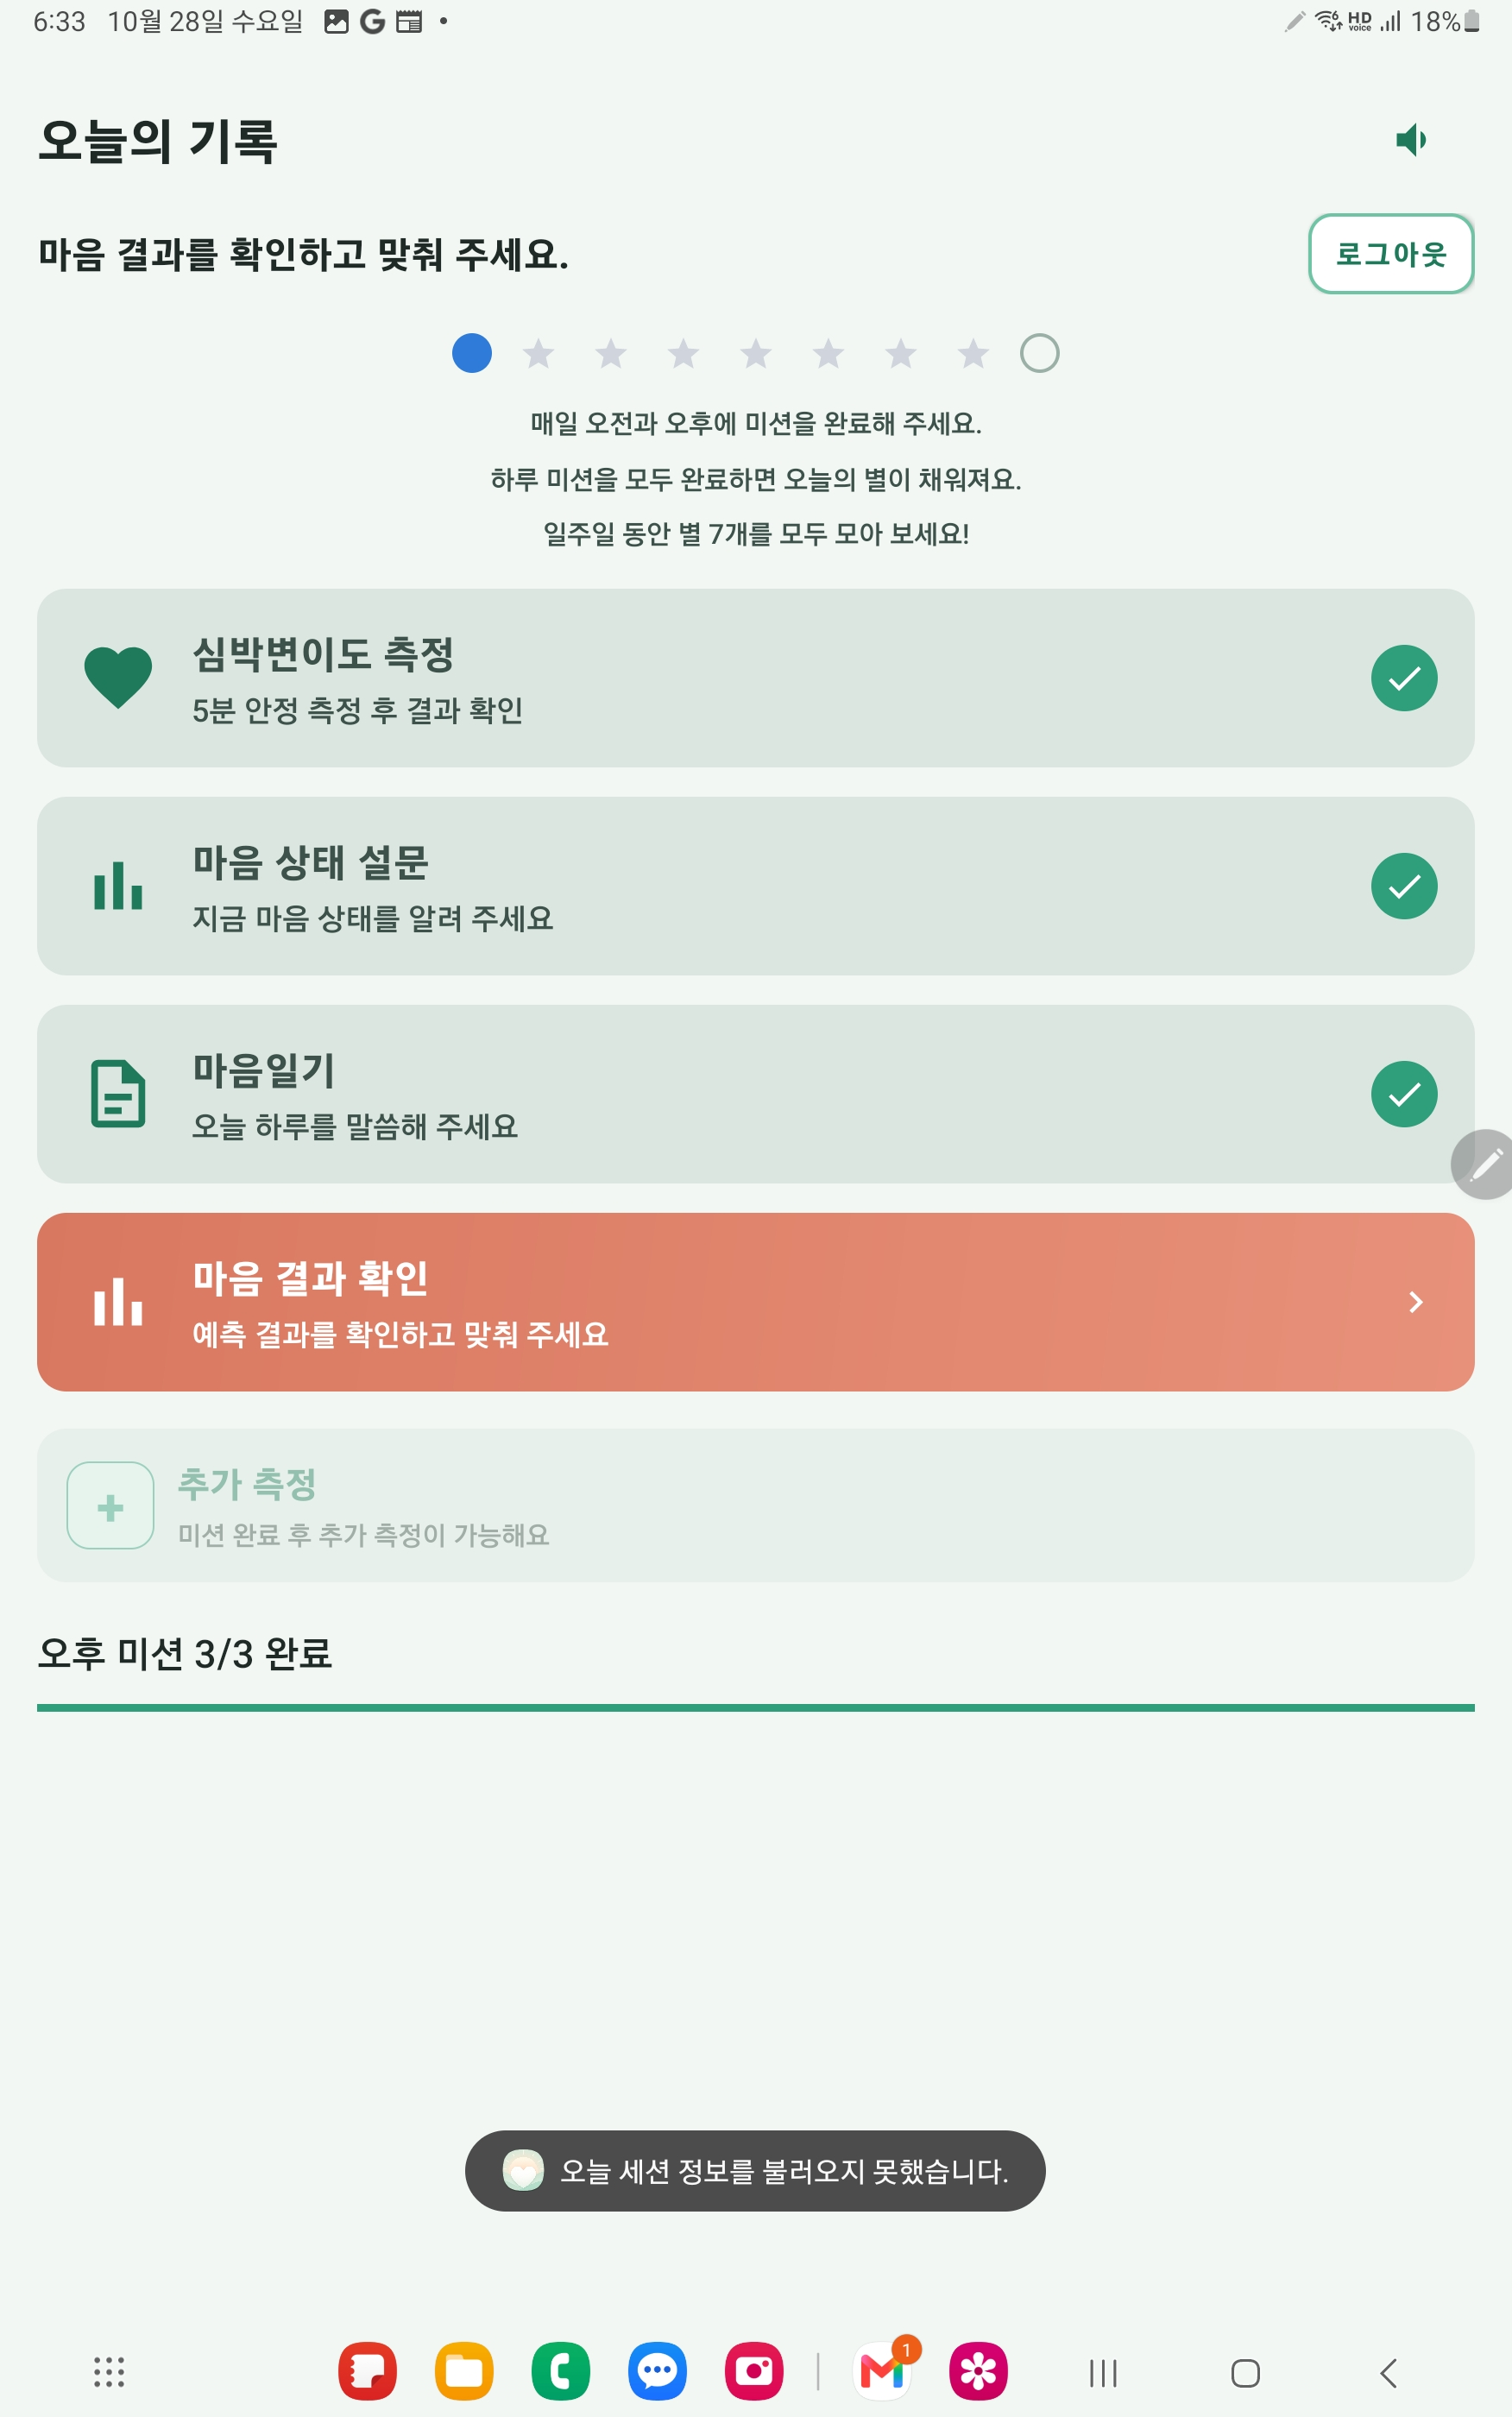 6:33 10월 28일 수요일
HD voice 18%
오늘의 기록
마음 결과를 확인하고 맞춰 주세요.
로그아웃
매일 오전과 오후에 미션을 완료해 주세요.
하루 미션을 모두 완료하면 오늘의 별이 채워져요.
일주일 동안 별 7개를 모두 모아 보세요!
심박변이도 측정
5분 안정 측정 후 결과 확인
마음 상태 설문
지금 마음 상태를 알려 주세요
마음일기
오늘 하루를 말씀해 주세요
마음 결과 확인
예측 결과를 확인하고 맞춰 주세요
추가 측정
미션 완료 후 추가 측정이 가능해요
오후 미션 3/3 완료
오늘 세션 정보를 불러오지 못했습니다.
1